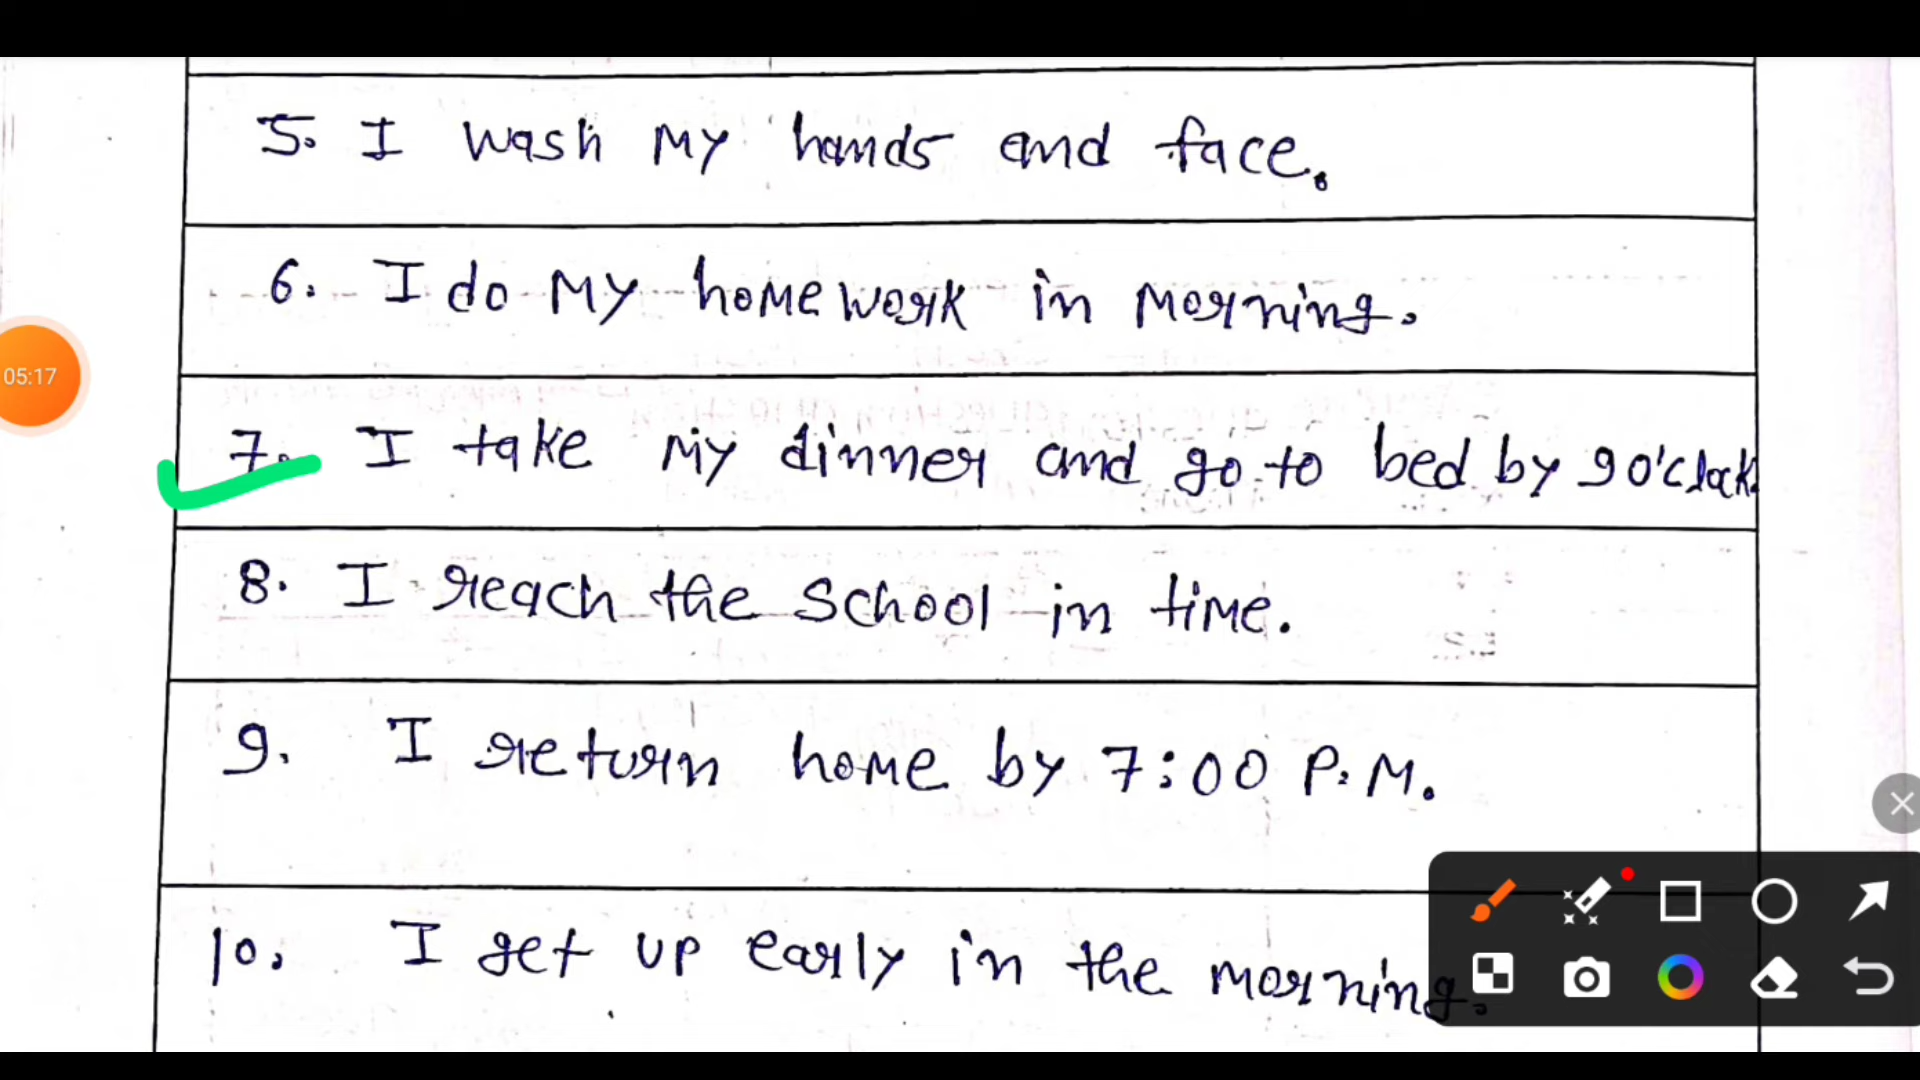 5. I wash my hands and face.
6. I do my homework in morning.
05:17
7. I take my dinner and go to bed by 9 o'clock.
8. I reach the school in time.
9. I return home by 7:00 P.M.
10. I get up early in the morning.